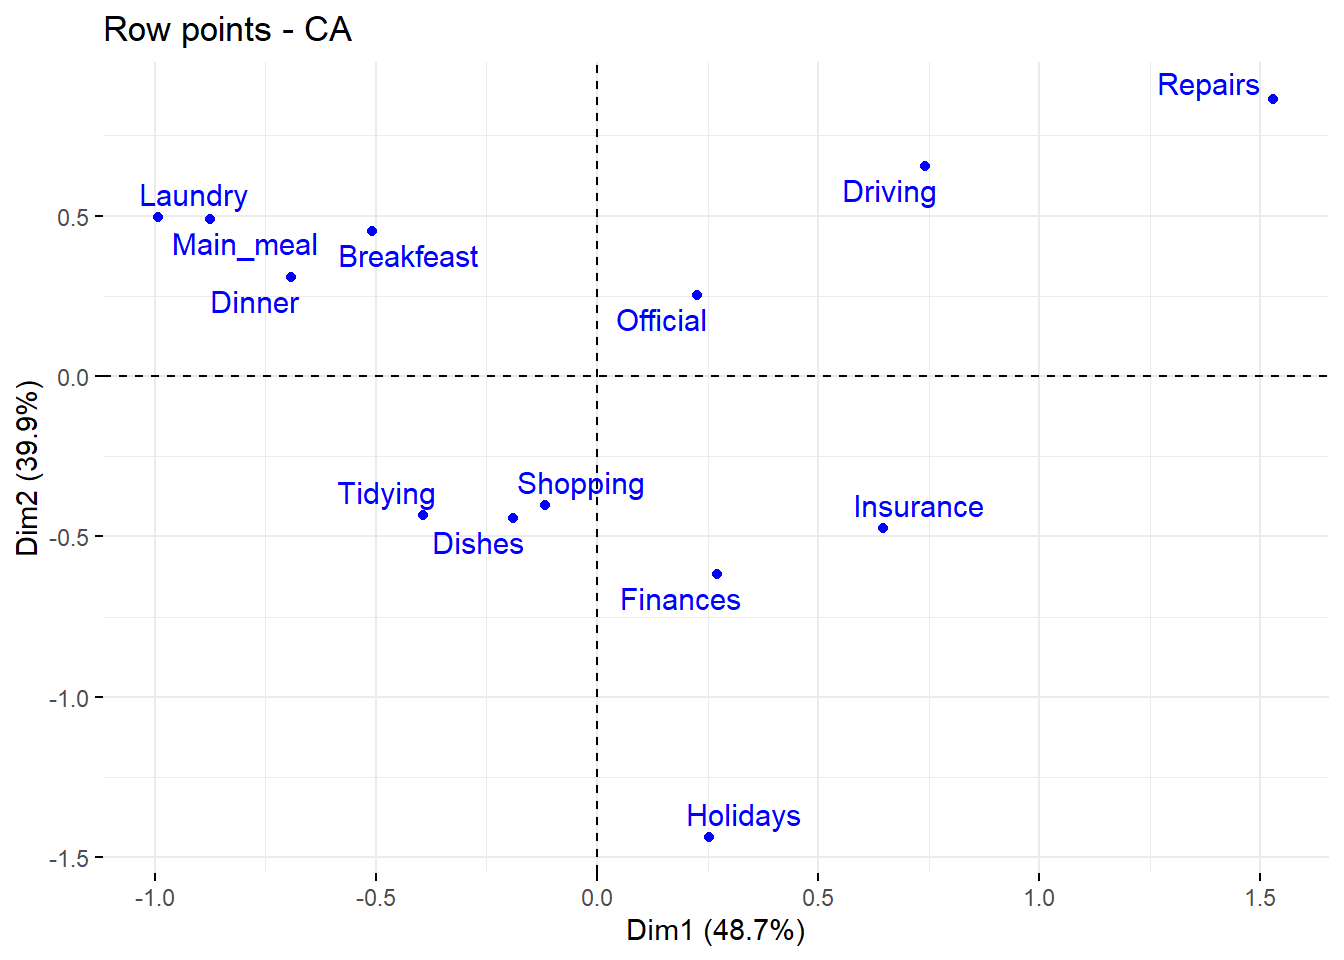 Row points - CA
Repairs
Driving
Laundry
Main_meal
Breakfeast
Dinner
Official
Shopping
Tidying
Dishes
Insurance
Finances
Holidays
0.5
0.0
-0.5
-1.0
-1.5
Dim2 (39.9%)
-1.0 -0.5 0.0 0.5 1.0 1.5
Dim1 (48.7%)